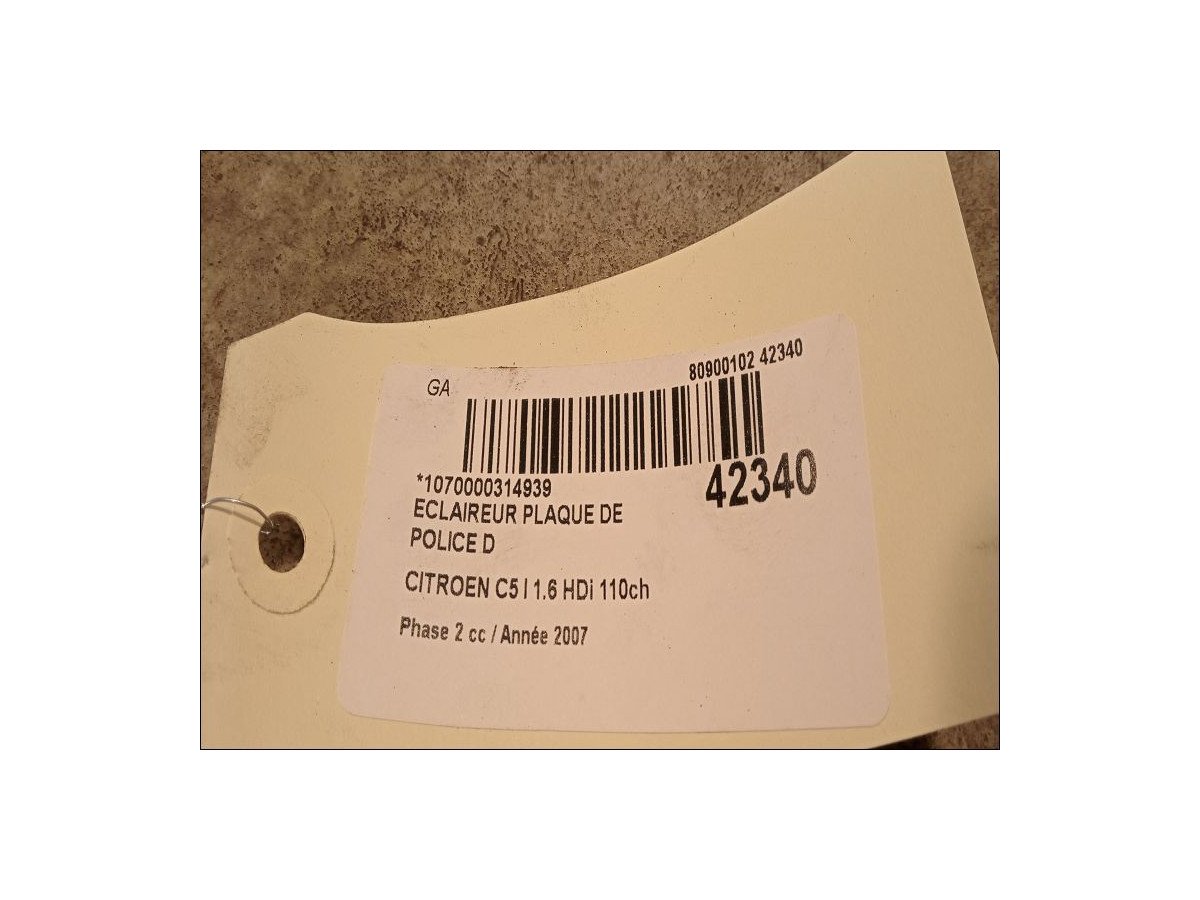 GA
80900102 42340
42340
*1070000314939
ECLAIREUR PLAQUE DE
POLICE D
CITROEN C5 I 1.6 HDi 110ch
Phase 2 cc / Année 2007